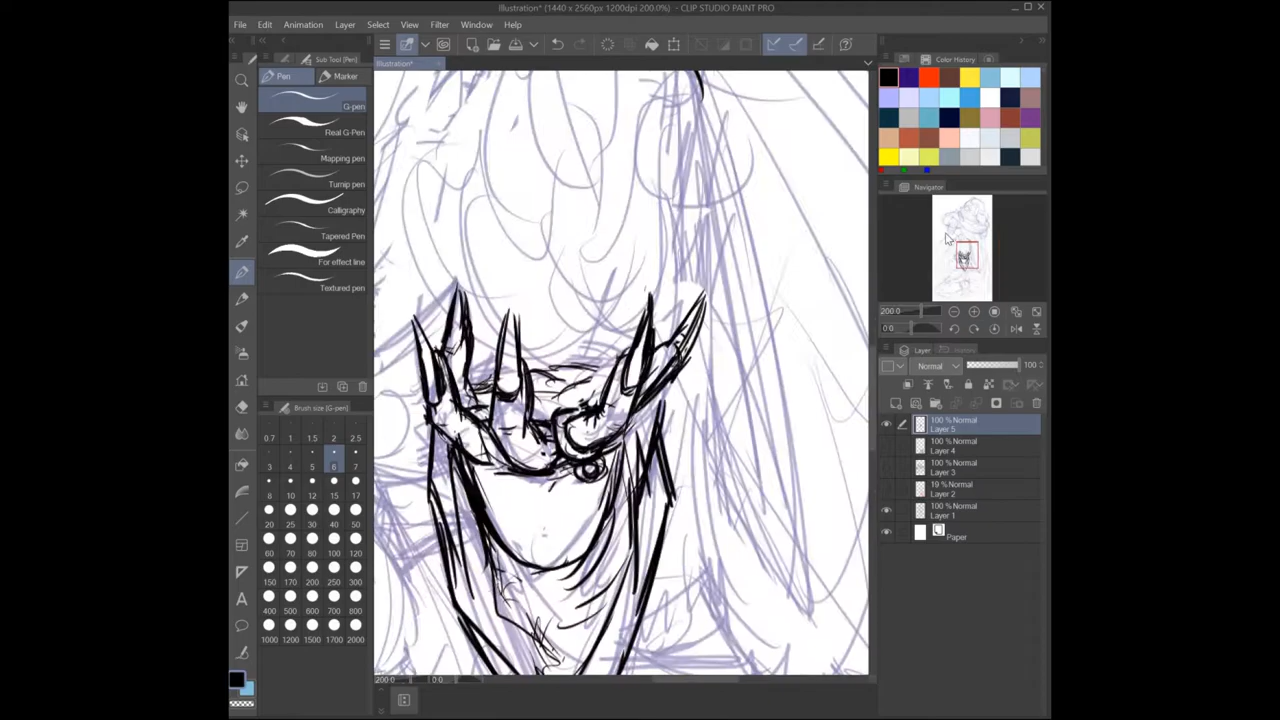 Illustration* (1440 x 2560px 1200dpi 200.0%) - CLIP STUDIO PAINT PRO
File Edit Animation Layer Select View Filter Window Help
Sub Tool [Pen]
Illustration*
Color History
Pen Marker
G-pen
Real G-Pen
Mapping pen
Turnip pen
Calligraphy
Tapered Pen
For effect line
Textured pen
Navigator
200.0
0.0
Layer History
Normal 100
100 % Normal
Layer 5
100 % Normal
Layer 4
100 % Normal
Layer 3
19 % Normal
Layer 2
100 % Normal
Layer 1
Paper
Brush size [G-pen]
0.7 1 1.5 2 2.5
3 4 5 6 7
8 10 12 15 17
20 25 30 40 50
60 70 80 100 120
150 170 200 250 300
400 500 600 700 800
1000 1200 1500 1700 2000
200.0 0.0